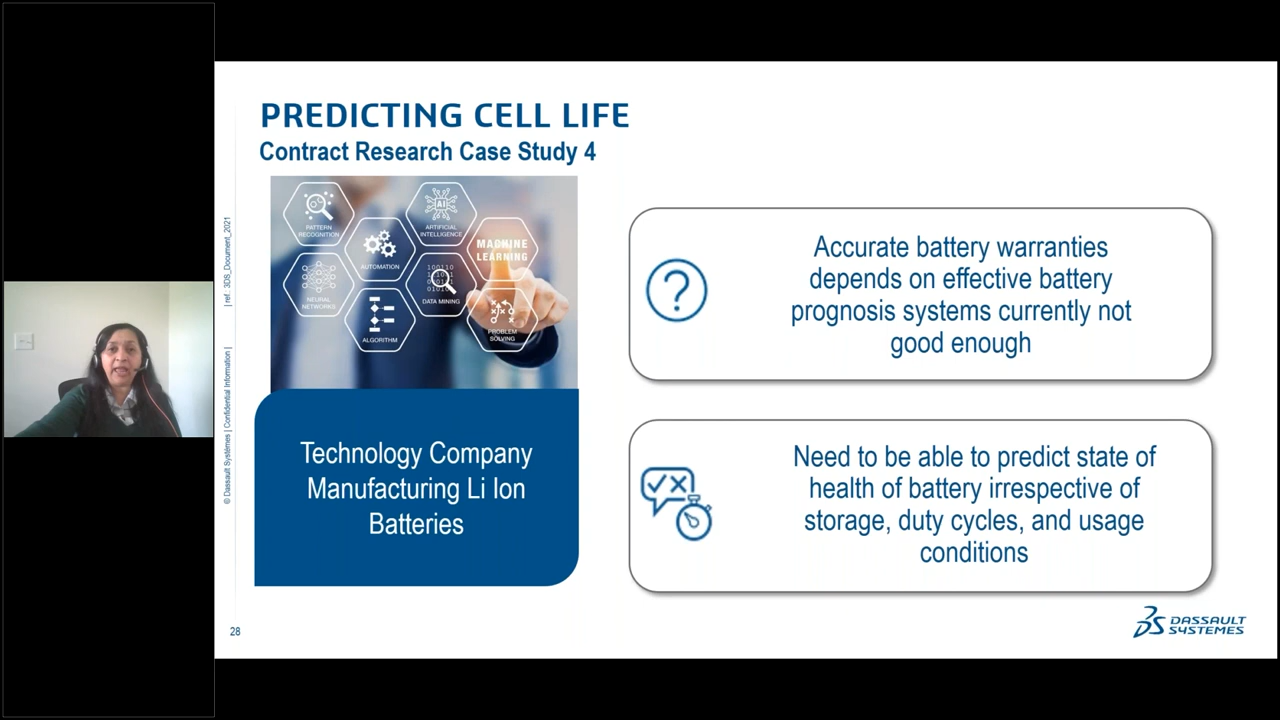 PREDICTING CELL LIFE
Contract Research Case Study 4
PATTERN
RECOGNITION
ARTIFICIAL
INTELLIGENCE
AUTOMATION
MACHINE
LEARNING
NEURAL
NETWORKS
DATA MINING
ALGORITHM
PROBLEM
SOLVING
Technology Company
Manufacturing Li Ion
Batteries
Accurate battery warranties
depends on effective battery
prognosis systems currently not
good enough
Need to be able to predict state of
health of battery irrespective of
storage, duty cycles, and usage
conditions
© Dassault Systèmes | Confidential Information |
| ref.: 3DS_Document_2021
28
DASSAULT
SYSTEMES